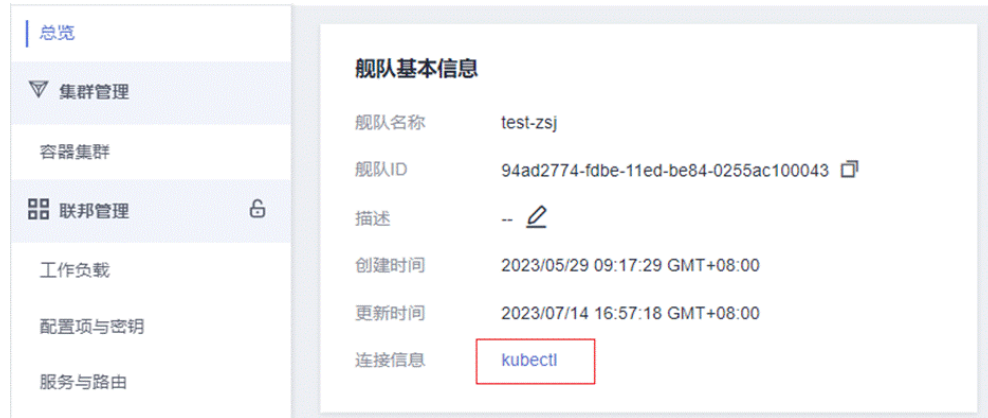 总览
集群管理
容器集群
联邦管理
工作负载
配置项与密钥
服务与路由
舰队基本信息
舰队名称 test-zsj
舰队ID 94ad2774-fdbe-11ed-be84-0255ac100043
描述 --
创建时间 2023/05/29 09:17:29 GMT+08:00
更新时间 2023/07/14 16:57:18 GMT+08:00
连接信息 kubectl